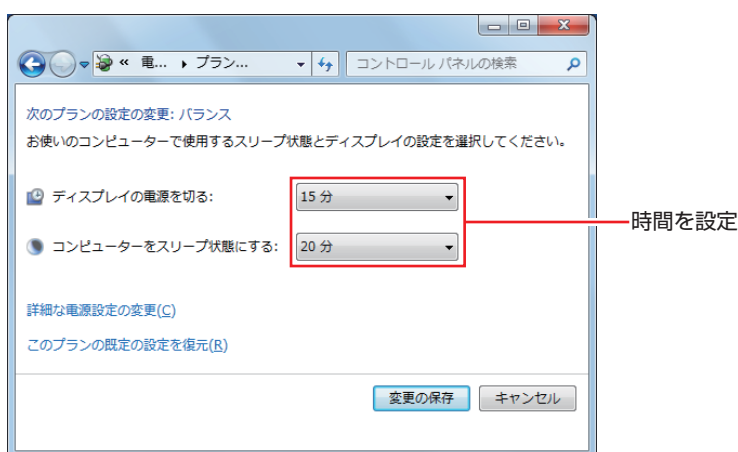 « 電... ▸ プラン...
コントロール パネルの検索
次のプランの設定の変更: バランス
お使いのコンピューターで使用するスリープ状態とディスプレイの設定を選択してください。
ディスプレイの電源を切る: 15 分
時間を設定
コンピューターをスリープ状態にする: 20 分
詳細な電源設定の変更(C)
このプランの既定の設定を復元(R)
変更の保存 キャンセル